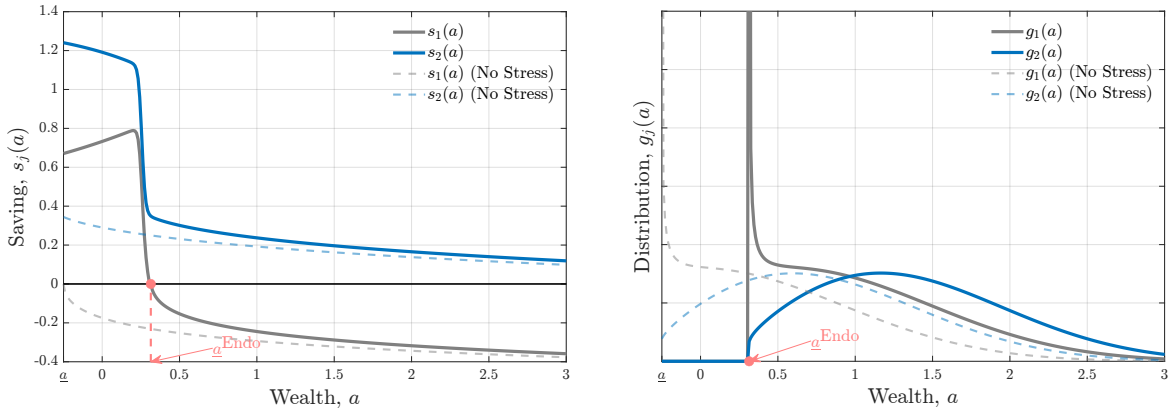 1.4
1.2
1
0.8
0.6
0.4
0.2
0
-0.2
-0.4
Saving, s_j(a)
s_1(a)
s_2(a)
s_1(a) (No Stress)
s_2(a) (No Stress)
a̲^Endo
a̲ 0 0.5 1 1.5 2 2.5 3
Wealth, a
Distribution, g_j(a)
g_1(a)
g_2(a)
g_1(a) (No Stress)
g_2(a) (No Stress)
a̲^Endo
a̲ 0 0.5 1 1.5 2 2.5 3
Wealth, a